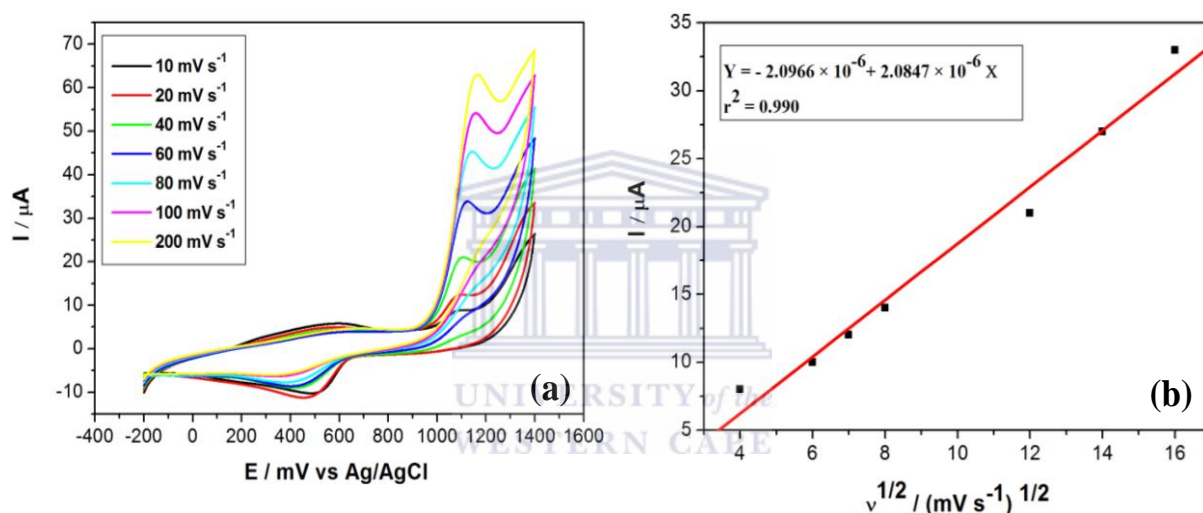 70
60
50
40
30
20
10
0
-10
-400 -200 0 200 400 600 800 1000 1200 1400 1600
I / µA
E / mV vs Ag/AgCl
10 mV s⁻¹
20 mV s⁻¹
40 mV s⁻¹
60 mV s⁻¹
80 mV s⁻¹
100 mV s⁻¹
200 mV s⁻¹
(a)
35
30
25
20
15
10
5
4 6 8 10 12 14 16
I / µA
ν^1/2 / (mV s⁻¹) ^1/2
Y = - 2.0966 × 10⁻⁶ + 2.0847 × 10⁻⁶ X
r² = 0.990
(b)
UNIVERSITY of the
WESTERN CAPE